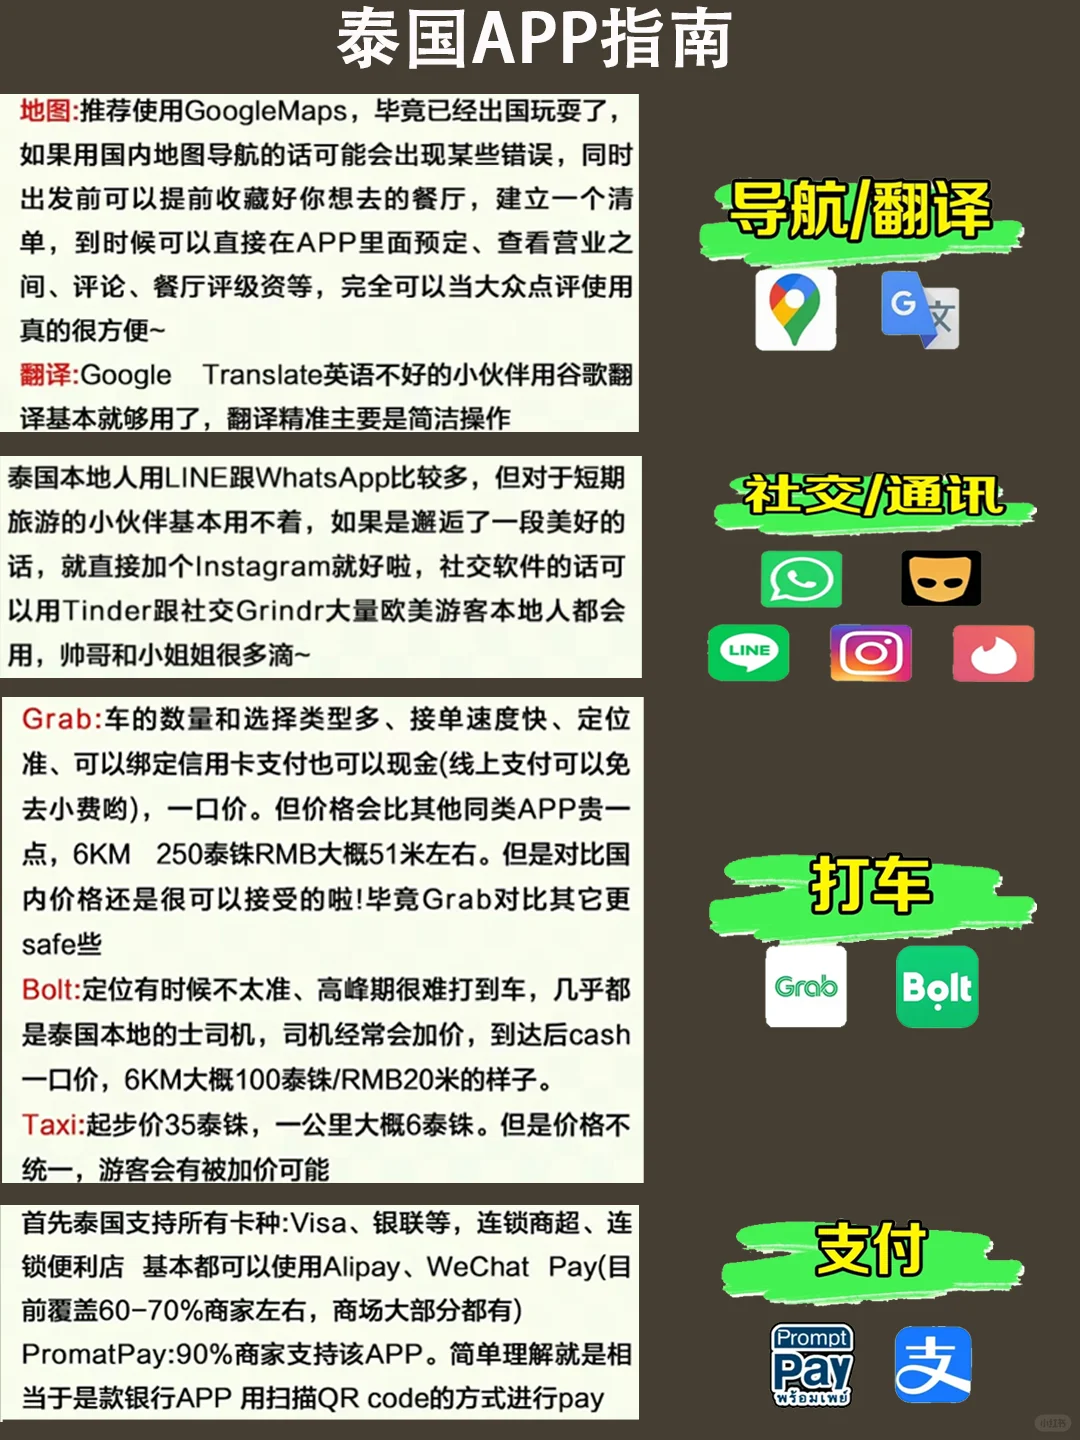 泰国APP指南
地图:推荐使用GoogleMaps，毕竟已经出国玩耍了，
如果用国内地图导航的话可能会出现某些错误，同时
出发前可以提前收藏好你想去的餐厅，建立一个清
单，到时候可以直接在APP里面预定、查看营业之
间、评论、餐厅评级资等，完全可以当大众点评使用
真的很方便~
翻译:Google Translate英语不好的小伙伴用谷歌翻
译基本就够用了，翻译精准主要是简洁操作
导航/翻译
G
文
泰国本地人用LINE跟WhatsApp比较多，但对于短期
旅游的小伙伴基本用不着，如果是邂逅了一段美好的
话，就直接加个Instagram就好啦，社交软件的话可
以用Tinder跟社交Grindr大量欧美游客本地人都会
用，帅哥和小姐姐很多滴~
社交/通讯
LINE
Grab:车的数量和选择类型多、接单速度快、定位
准、可以绑定信用卡支付也可以现金(线上支付可以免
去小费哟)，一口价。但价格会比其他同类APP贵一
点，6KM 250泰铢RMB大概51米左右。但是对比国
内价格还是很可以接受的啦!毕竟Grab对比其它更
safe些
Bolt:定位有时候不太准、高峰期很难打到车，几乎都
是泰国本地的士司机，司机经常会加价，到达后cash
一口价，6KM大概100泰铢/RMB20米的样子。
Taxi:起步价35泰铢，一公里大概6泰铢。但是价格不
统一，游客会有被加价可能
打车
Grab
Bolt
首先泰国支持所有卡种:Visa、银联等，连锁商超、连
锁便利店 基本都可以使用Alipay、WeChat Pay(目
前覆盖60-70%商家左右，商场大部分都有)
PromatPay:90%商家支持该APP。简单理解就是相
当于是款银行APP 用扫描QR code的方式进行pay
支付
Prompt
Pay
พร้อมเพย์
支
小红书